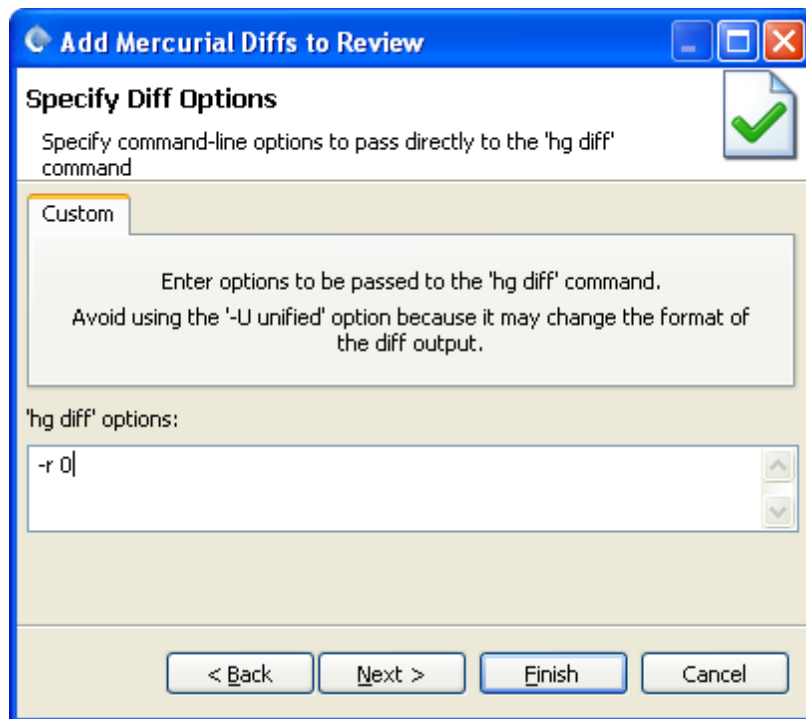 Add Mercurial Diffs to Review
Specify Diff Options
Specify command-line options to pass directly to the 'hg diff'
command
Custom
Enter options to be passed to the 'hg diff' command.
Avoid using the '-U unified' option because it may change the format of
the diff output.
'hg diff' options:
-r 0
< Back
Next >
Finish
Cancel